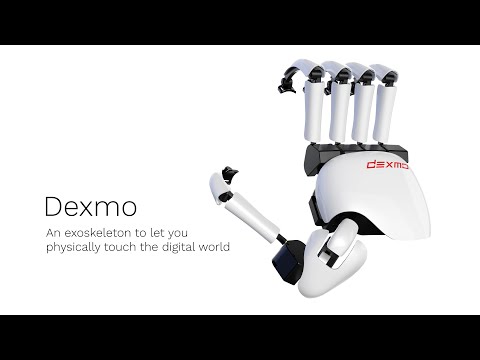 dexmo
Dexmo
An exoskeleton to let you
physically touch the digital world